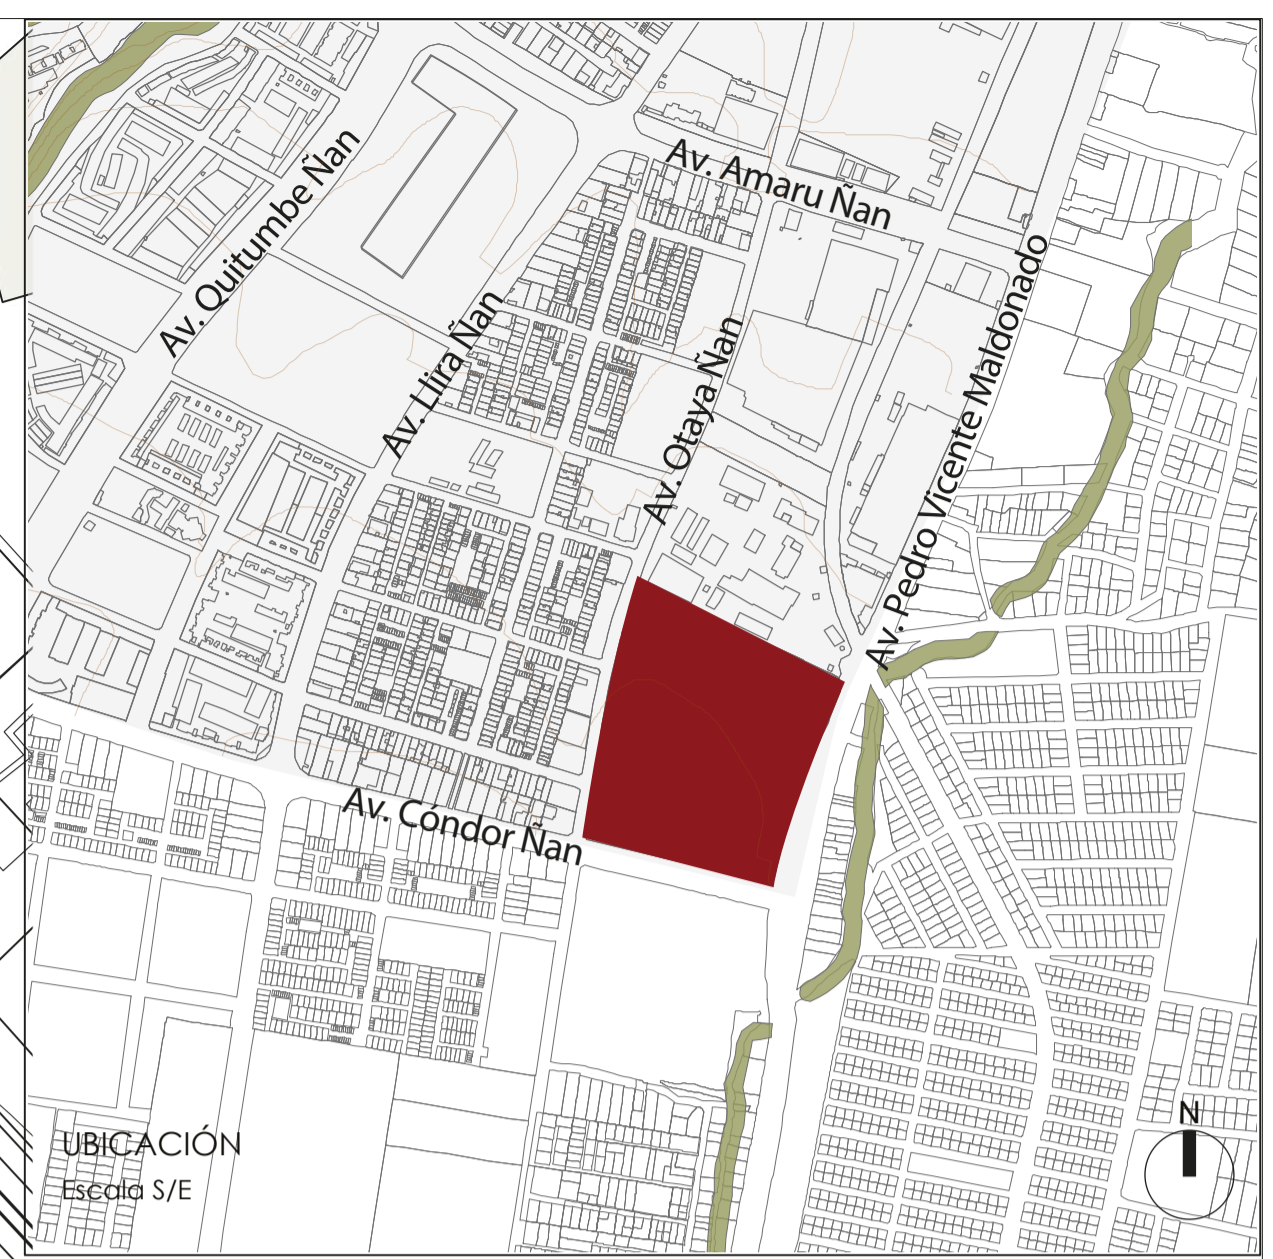 Av. Amaru Ñan
Av. Quitumbe Ñan
Av. Llira Ñan
Av. Otaya Ñan
Av. Pedro Vicente Maldonado
Av. Cóndor Ñan
N
UBICACIÓN
Escala S/E